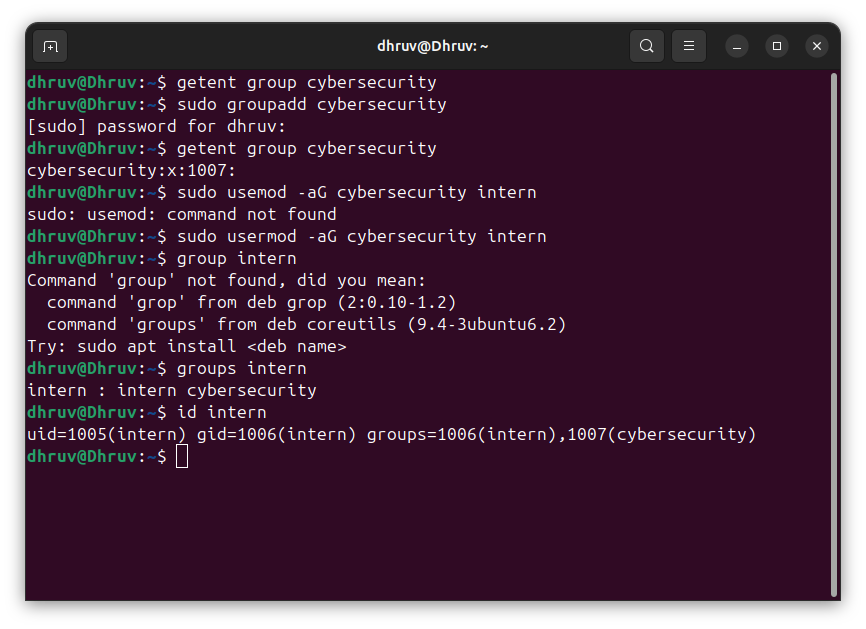 dhruv@Dhruv: ~
dhruv@Dhruv:~$ getent group cybersecurity
dhruv@Dhruv:~$ sudo groupadd cybersecurity
[sudo] password for dhruv:
dhruv@Dhruv:~$ getent group cybersecurity
cybersecurity:x:1007:
dhruv@Dhruv:~$ sudo usemod -aG cybersecurity intern
sudo: usemod: command not found
dhruv@Dhruv:~$ sudo usermod -aG cybersecurity intern
dhruv@Dhruv:~$ group intern
Command 'group' not found, did you mean:
  command 'grop' from deb grop (2:0.10-1.2)
  command 'groups' from deb coreutils (9.4-3ubuntu6.2)
Try: sudo apt install <deb name>
dhruv@Dhruv:~$ groups intern
intern : intern cybersecurity
dhruv@Dhruv:~$ id intern
uid=1005(intern) gid=1006(intern) groups=1006(intern),1007(cybersecurity)
dhruv@Dhruv:~$